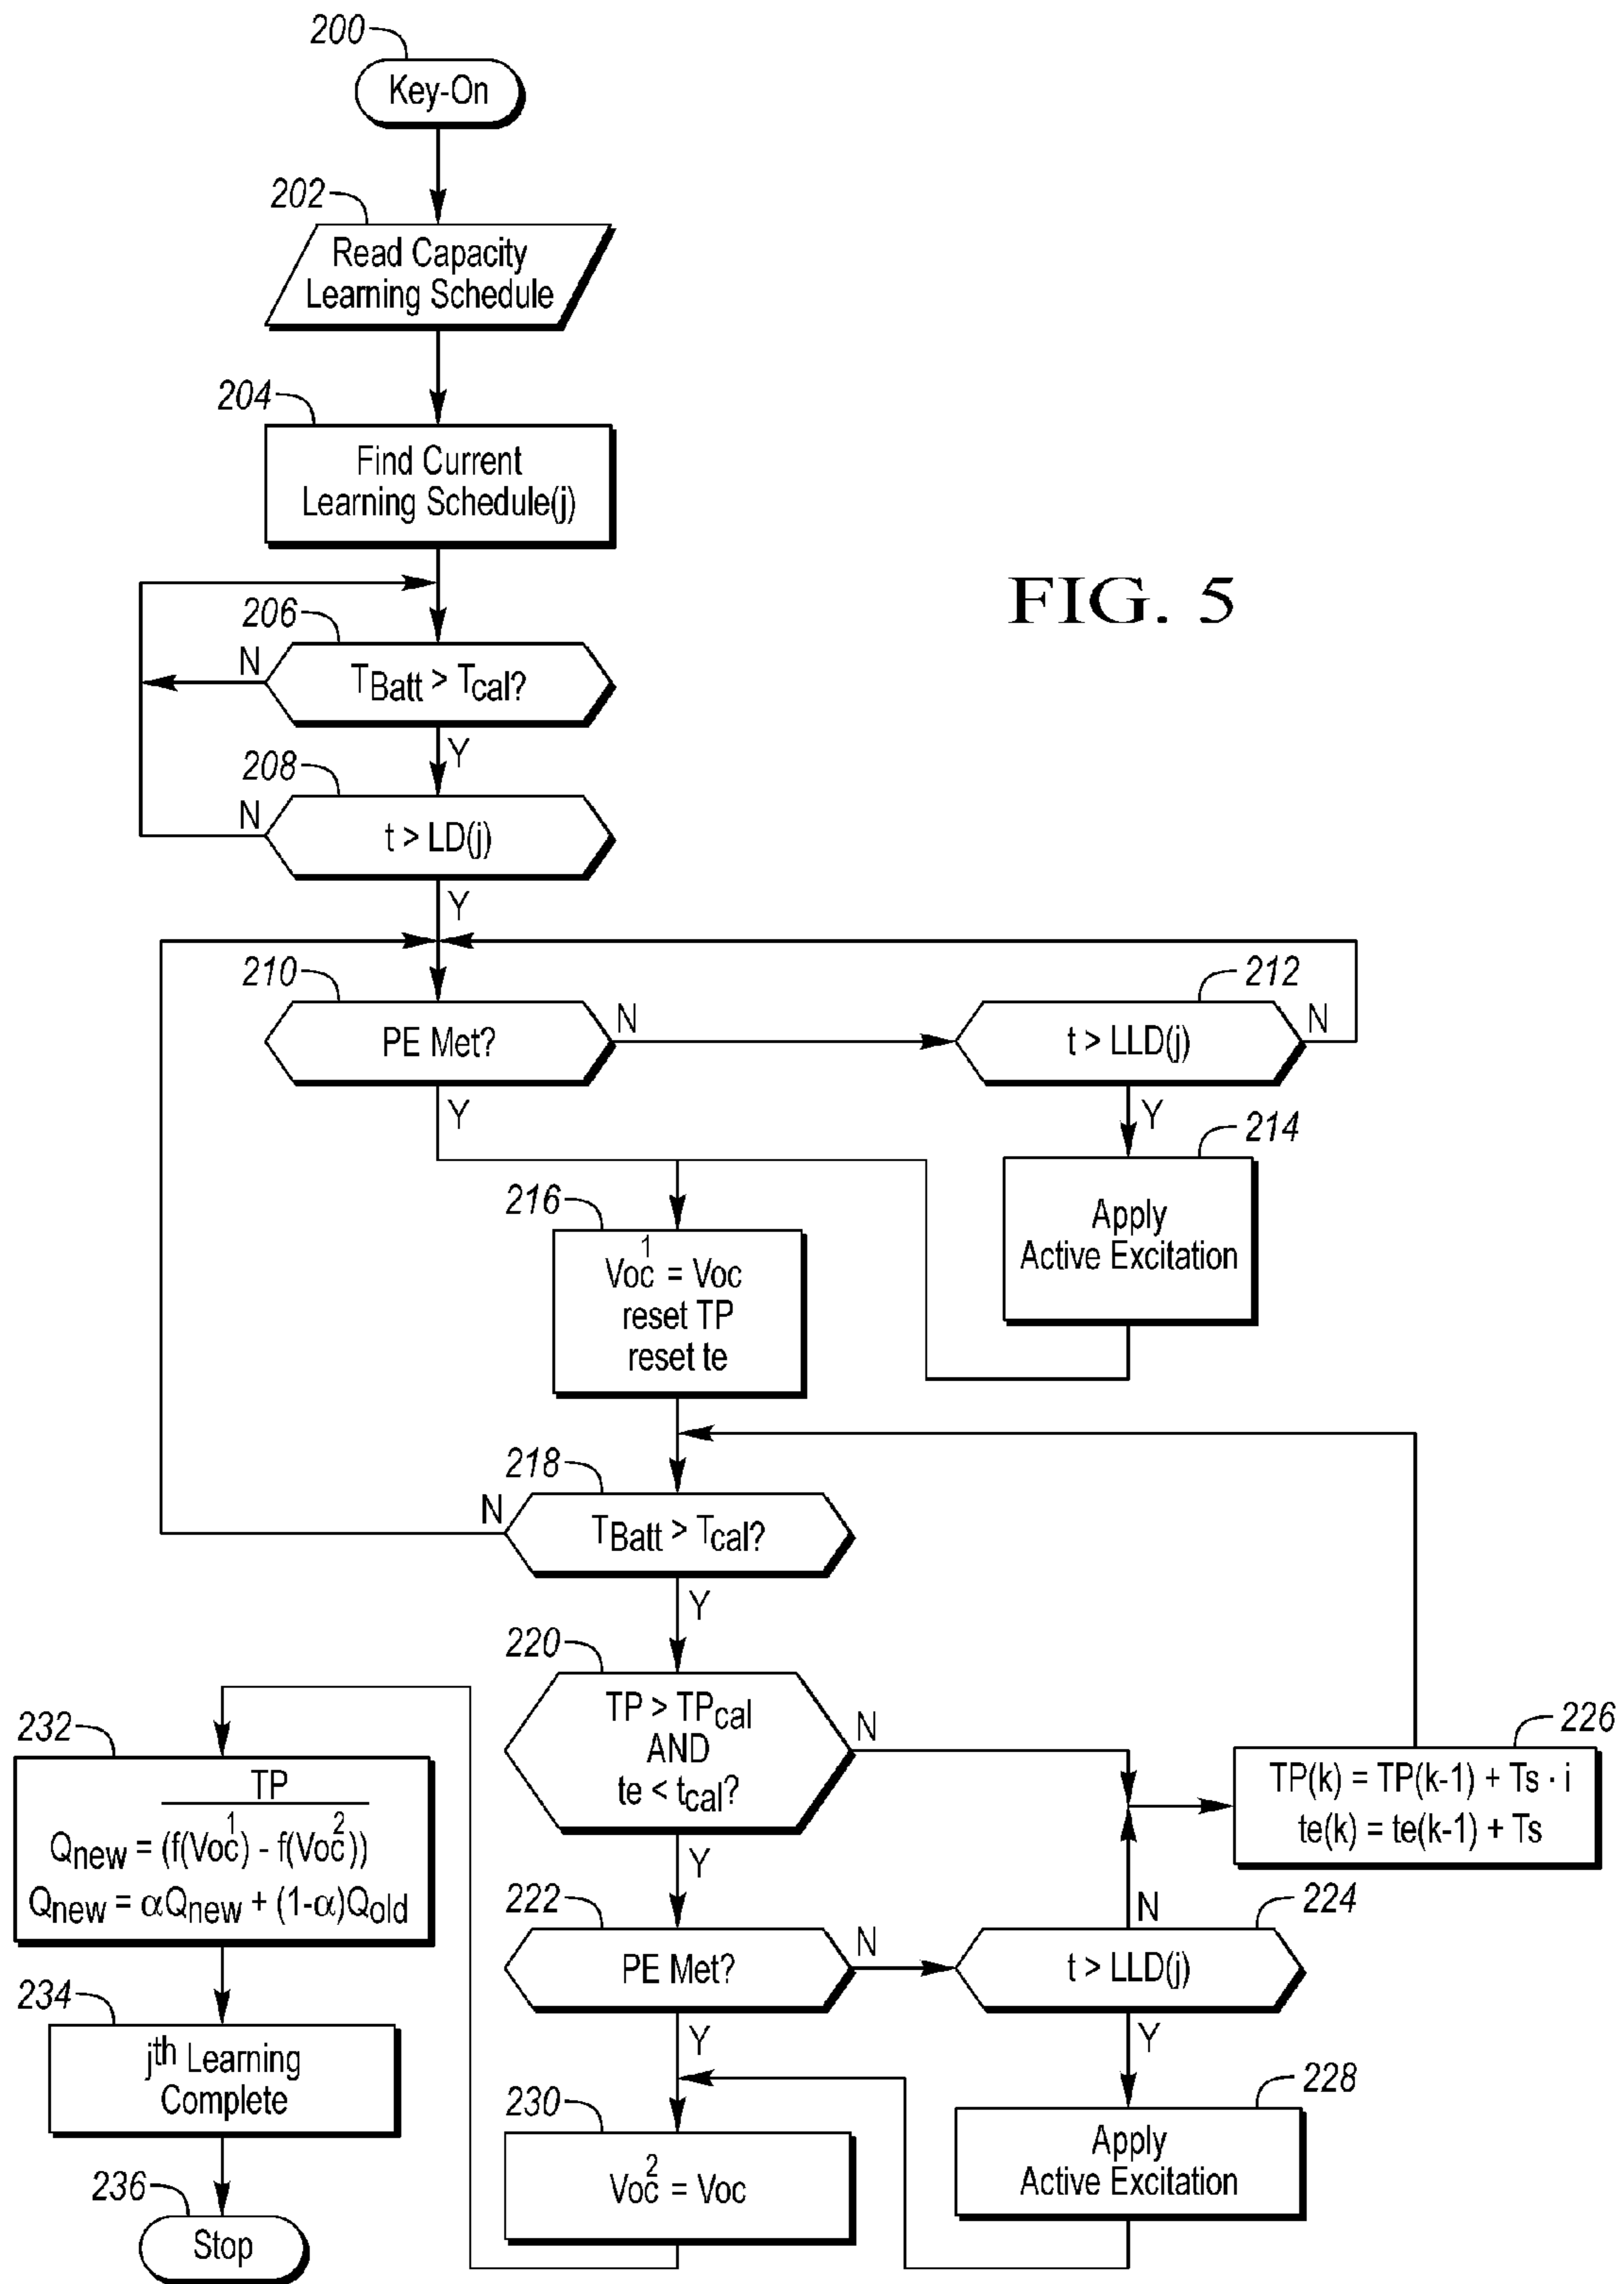 200
Key-On
202
Read Capacity
Learning Schedule
204
Find Current
Learning Schedule(j)
FIG. 5
206
TBatt > Tcal?
N
Y
208
t > LD(j)
N
Y
210
PE Met?
N
Y
212
t > LLD(j)
N
Y
214
Apply
Active Excitation
216
Voc¹ = Voc
reset TP
reset te
218
TBatt > Tcal?
N
Y
220
TP > TPcal
AND
te < tcal?
N
Y
226
TP(k) = TP(k-1) + Ts · i
te(k) = te(k-1) + Ts
222
PE Met?
N
Y
224
t > LLD(j)
N
Y
228
Apply
Active Excitation
230
Voc² = Voc
232
TP
Qnew = (f(Voc¹) - f(Voc²))
Qnew = αQnew + (1-α)Qold
234
jth Learning
Complete
236
Stop